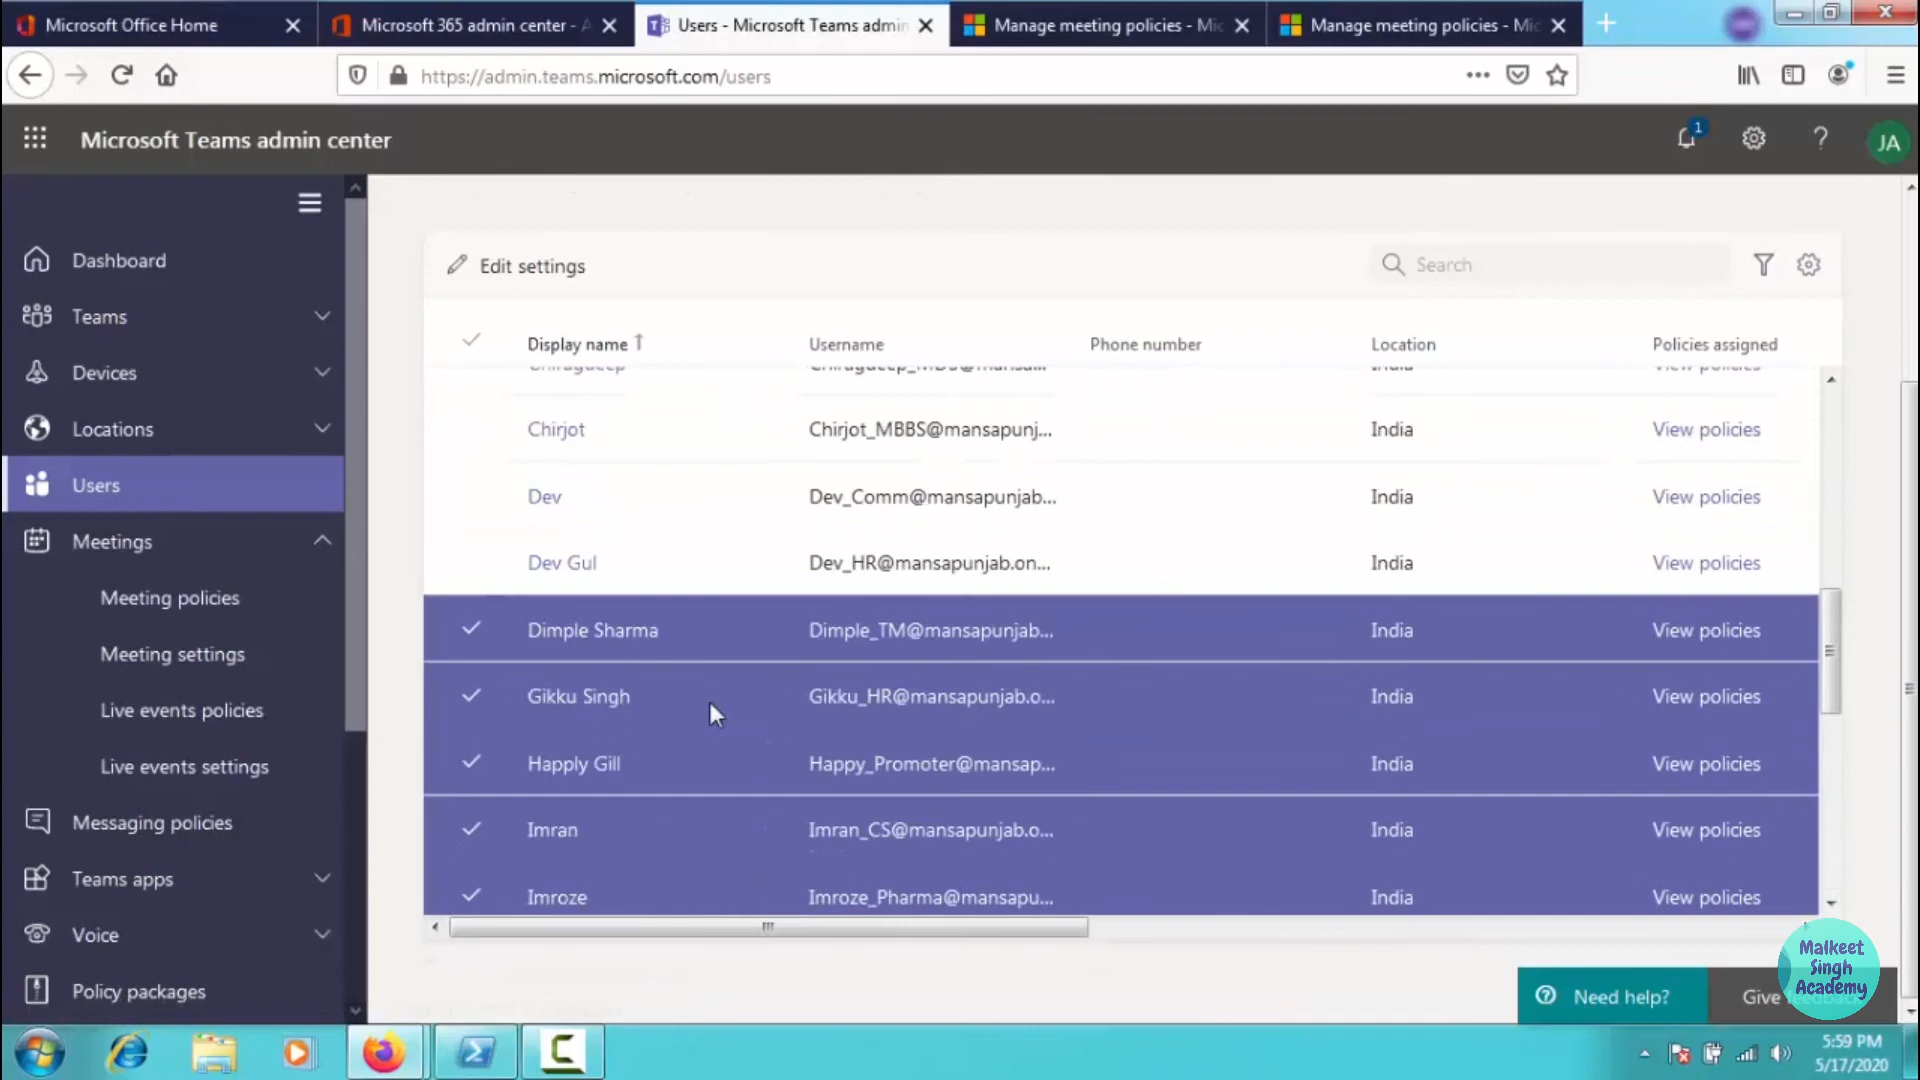 Microsoft Office Home
Microsoft 365 admin center - A
Users - Microsoft Teams admin
Manage meeting policies - Mic
Manage meeting policies - Mic
https://admin.teams.microsoft.com/users
Microsoft Teams admin center
1
JA
Dashboard
Teams
Devices
Locations
Users
Meetings
Meeting policies
Meeting settings
Live events policies
Live events settings
Messaging policies
Teams apps
Voice
Policy packages
Edit settings
Search
Display name Username Phone number Location Policies assigned
Chirjot Chirjot_MBBS@mansapunj... India View policies
Dev Dev_Comm@mansapunjab... India View policies
Dev Gul Dev_HR@mansapunjab.on... India View policies
Dimple Sharma Dimple_TM@mansapunjab... India View policies
Gikku Singh Gikku_HR@mansapunjab.o... India View policies
Happly Gill Happy_Promoter@mansap... India View policies
Imran Imran_CS@mansapunjab.o... India View policies
Imroze Imroze_Pharma@mansapu... India View policies
Need help?
Give feedback
Malkeet
Singh
Academy
5:59 PM
5/17/2020